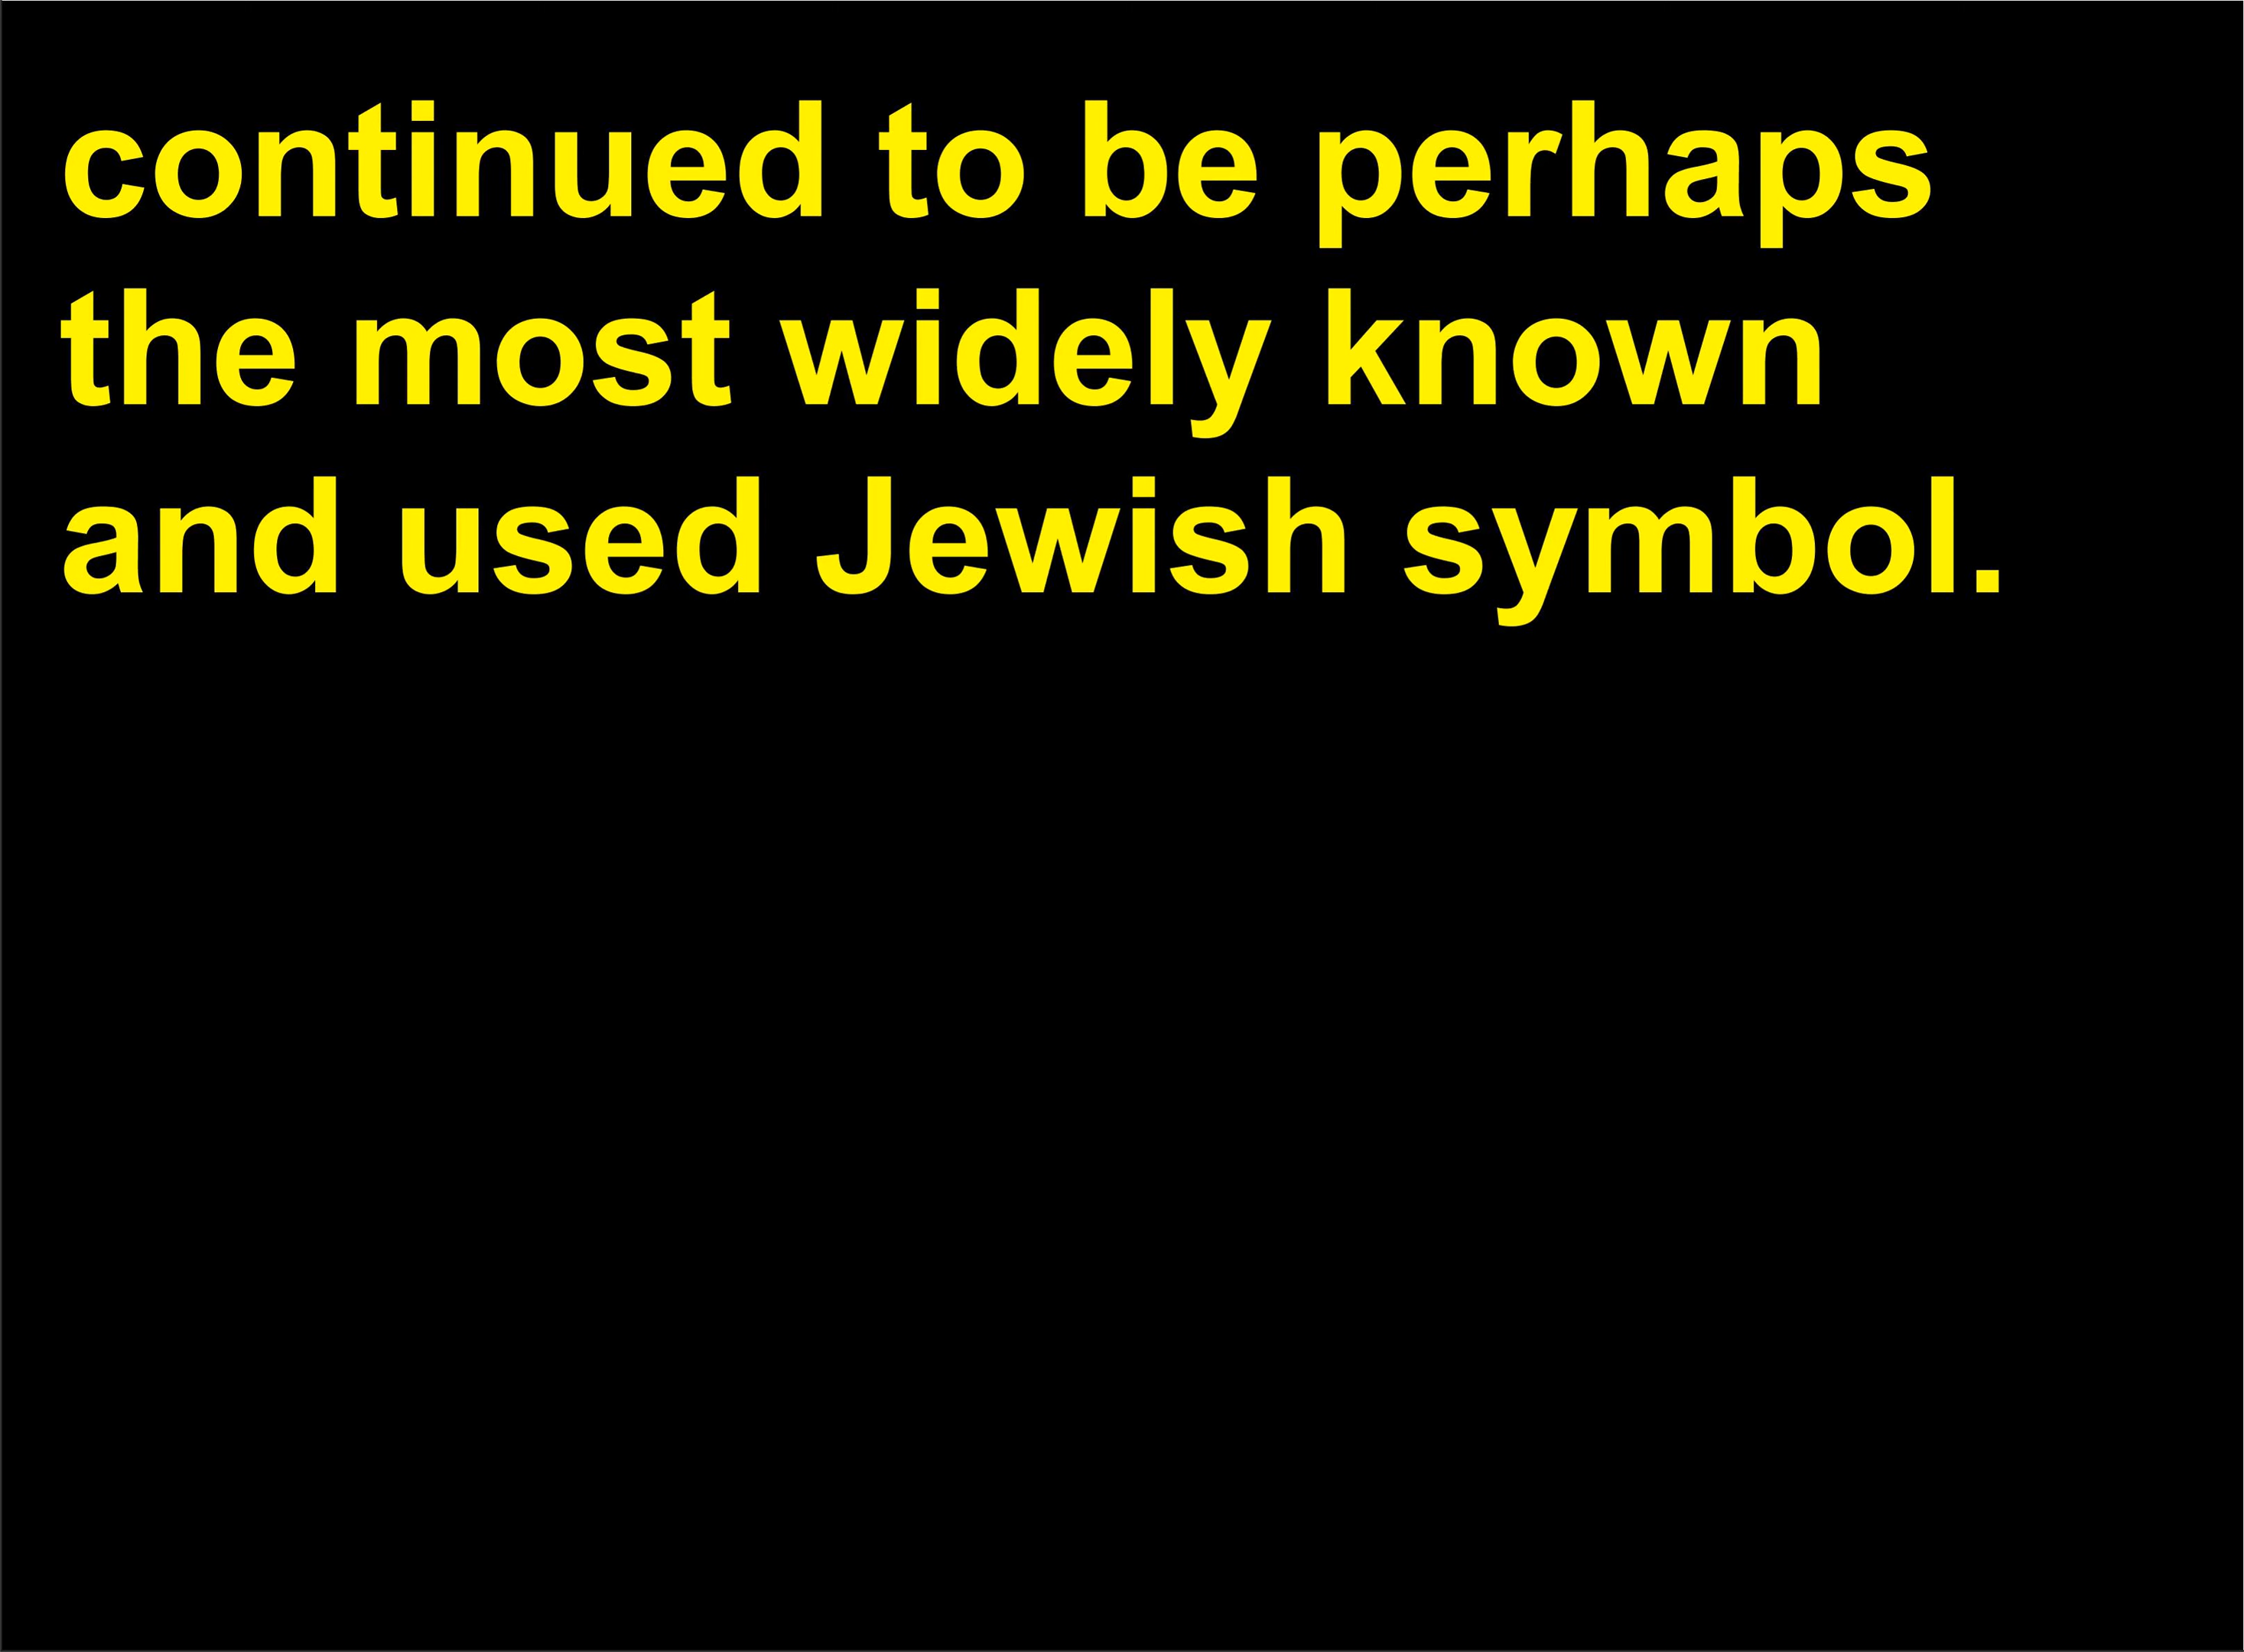 continued to be perhaps
the most widely known
and used Jewish symbol.